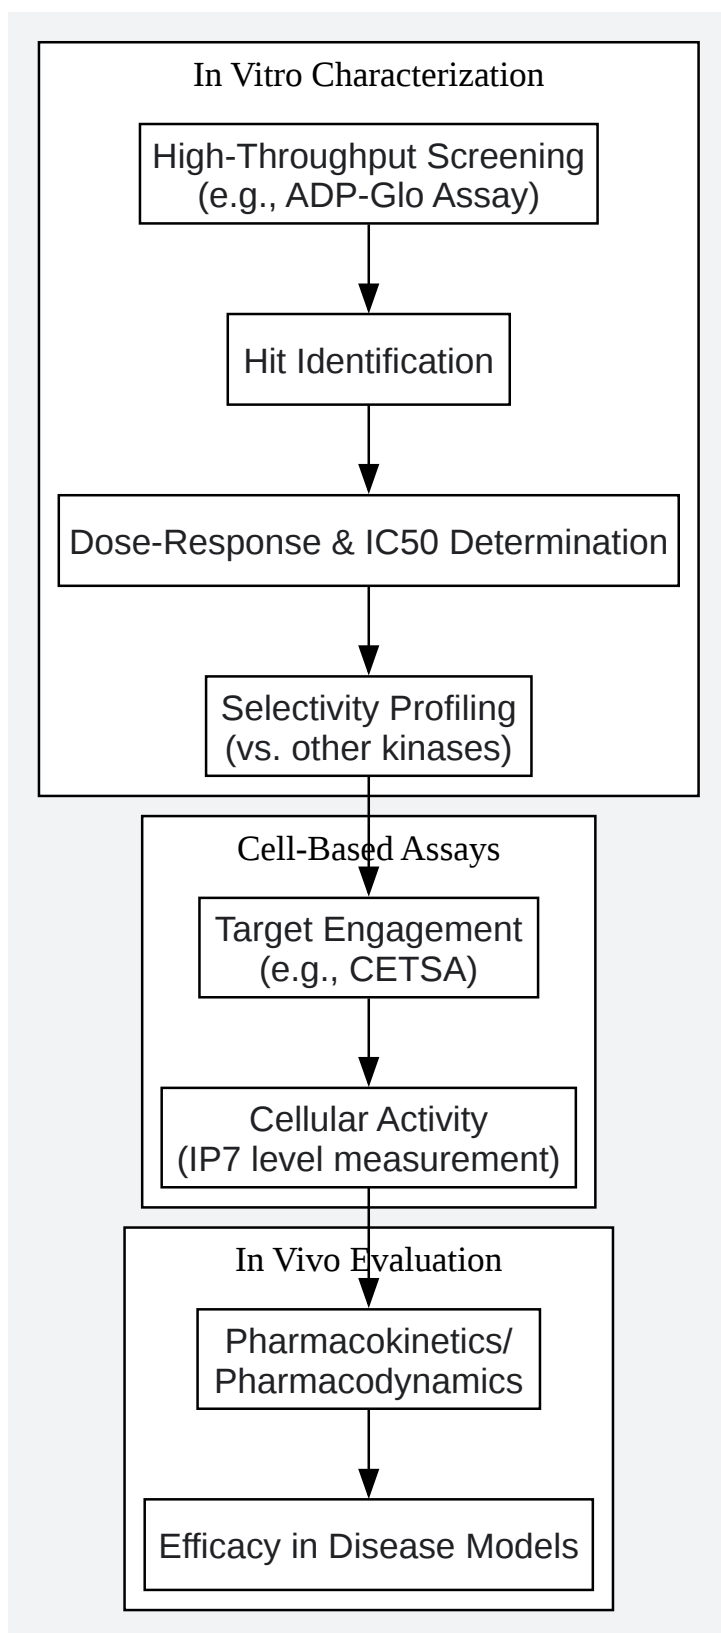 In Vitro Characterization
High-Throughput Screening
(e.g., ADP-Glo Assay)
Hit Identification
Dose-Response & IC50 Determination
Selectivity Profiling
(vs. other kinases)
Cell-Based Assays
Target Engagement
(e.g., CETSA)
Cellular Activity
(IP7 level measurement)
In Vivo Evaluation
Pharmacokinetics/
Pharmacodynamics
Efficacy in Disease Models